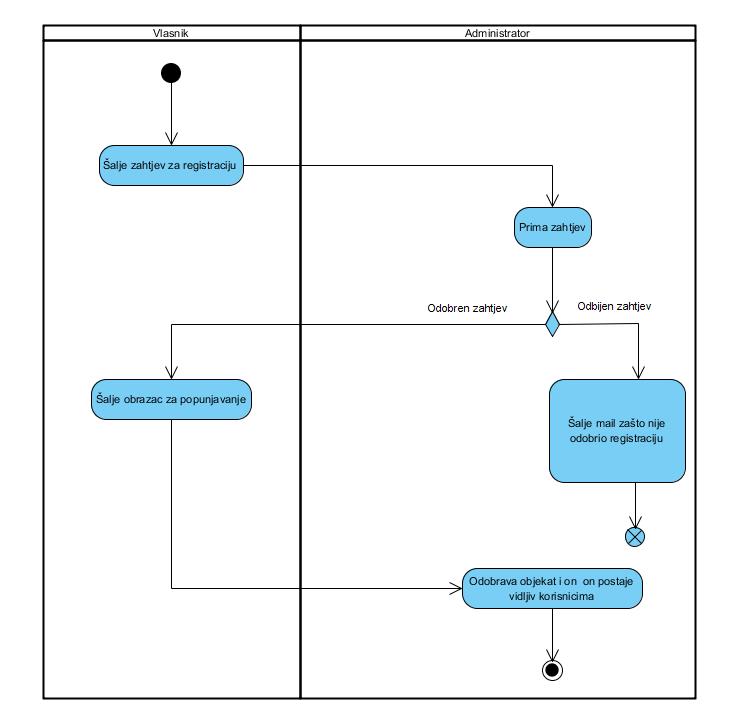 Vlasnik
Administrator
Šalje zahtjev za registraciju
Prima zahtjev
Odobren zahtjev
Odbijen zahtjev
Šalje obrazac za popunjavanje
Šalje mail zašto nije
odobrio registraciju
Odobrava objekat i on  on postaje
vidljiv korisnicima